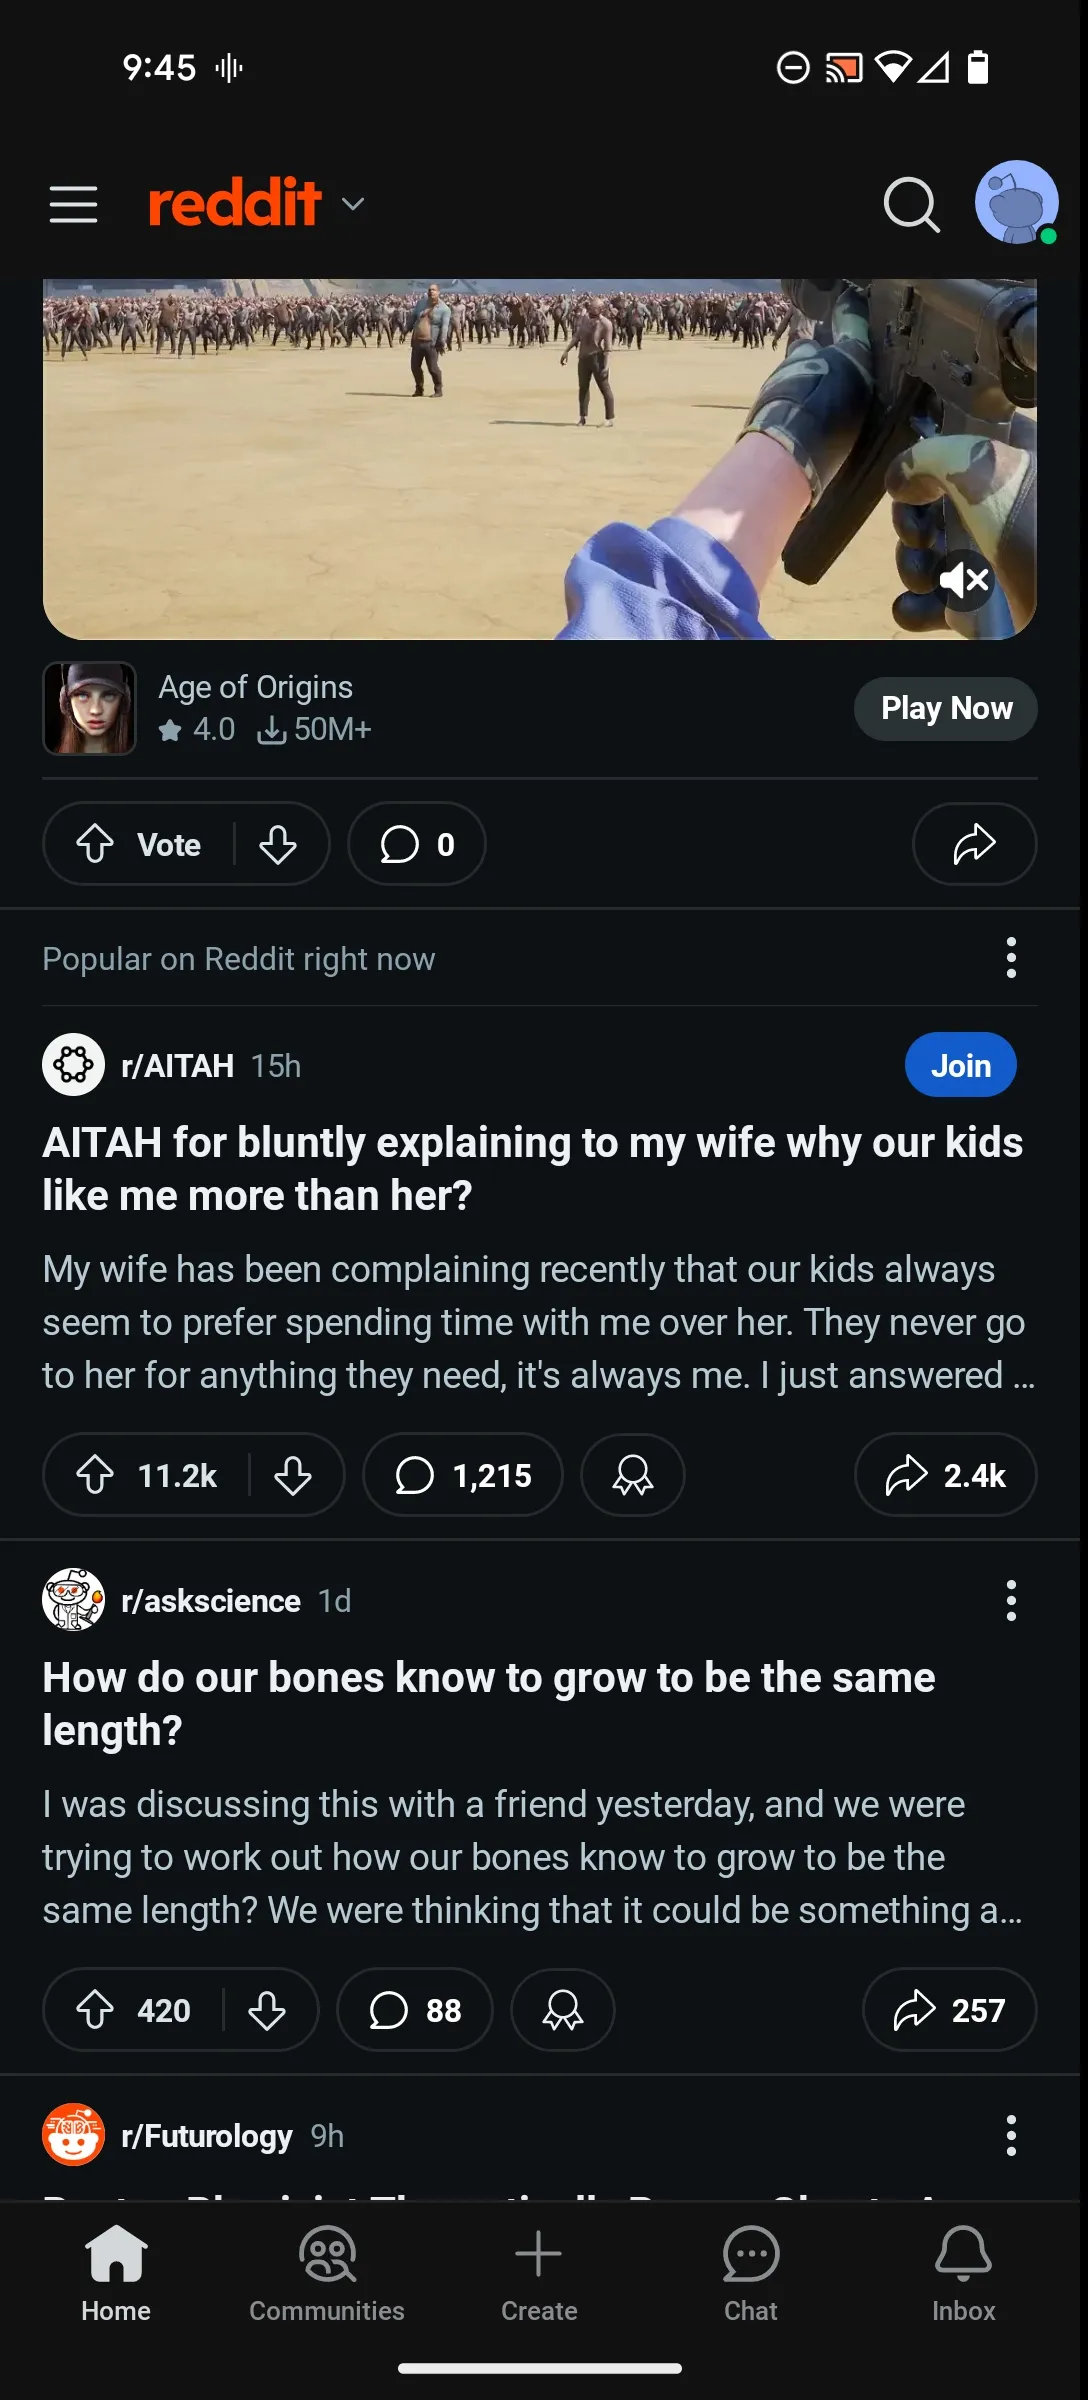 9:45
reddit
Age of Origins
4.0 50M+
Play Now
Vote
0
Popular on Reddit right now
r/AITAH 15h
Join
AITAH for bluntly explaining to my wife why our kids
like me more than her?
My wife has been complaining recently that our kids always
seem to prefer spending time with me over her. They never go
to her for anything they need, it's always me. I just answered ...
11.2k
1,215
2.4k
r/askscience 1d
How do our bones know to grow to be the same
length?
I was discussing this with a friend yesterday, and we were
trying to work out how our bones know to grow to be the
same length? We were thinking that it could be something a...
420
88
257
r/Futurology 9h
Home
Communities
Create
Chat
Inbox